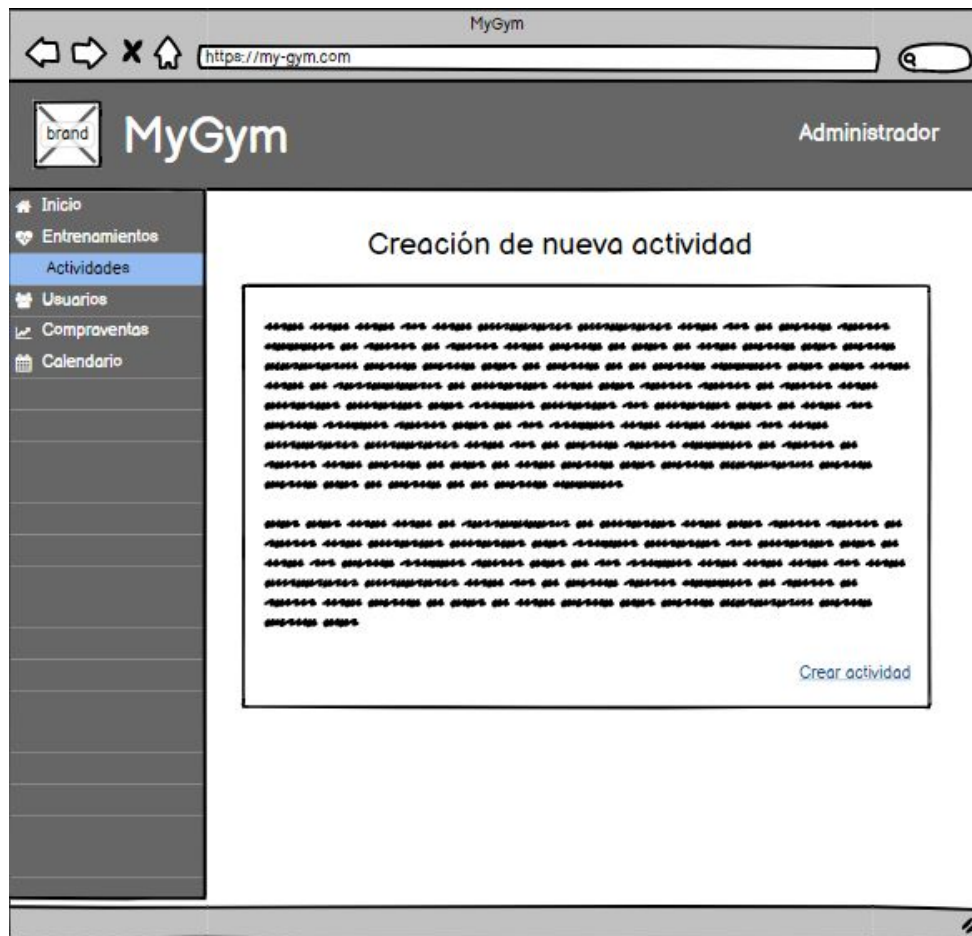 MyGym
https://my-gym.com
brand
MyGym
Administrador
Inicio
Entrenamientos
Actividades
Usuarios
Compraventas
Calendario
Creación de nueva actividad
Crear actividad